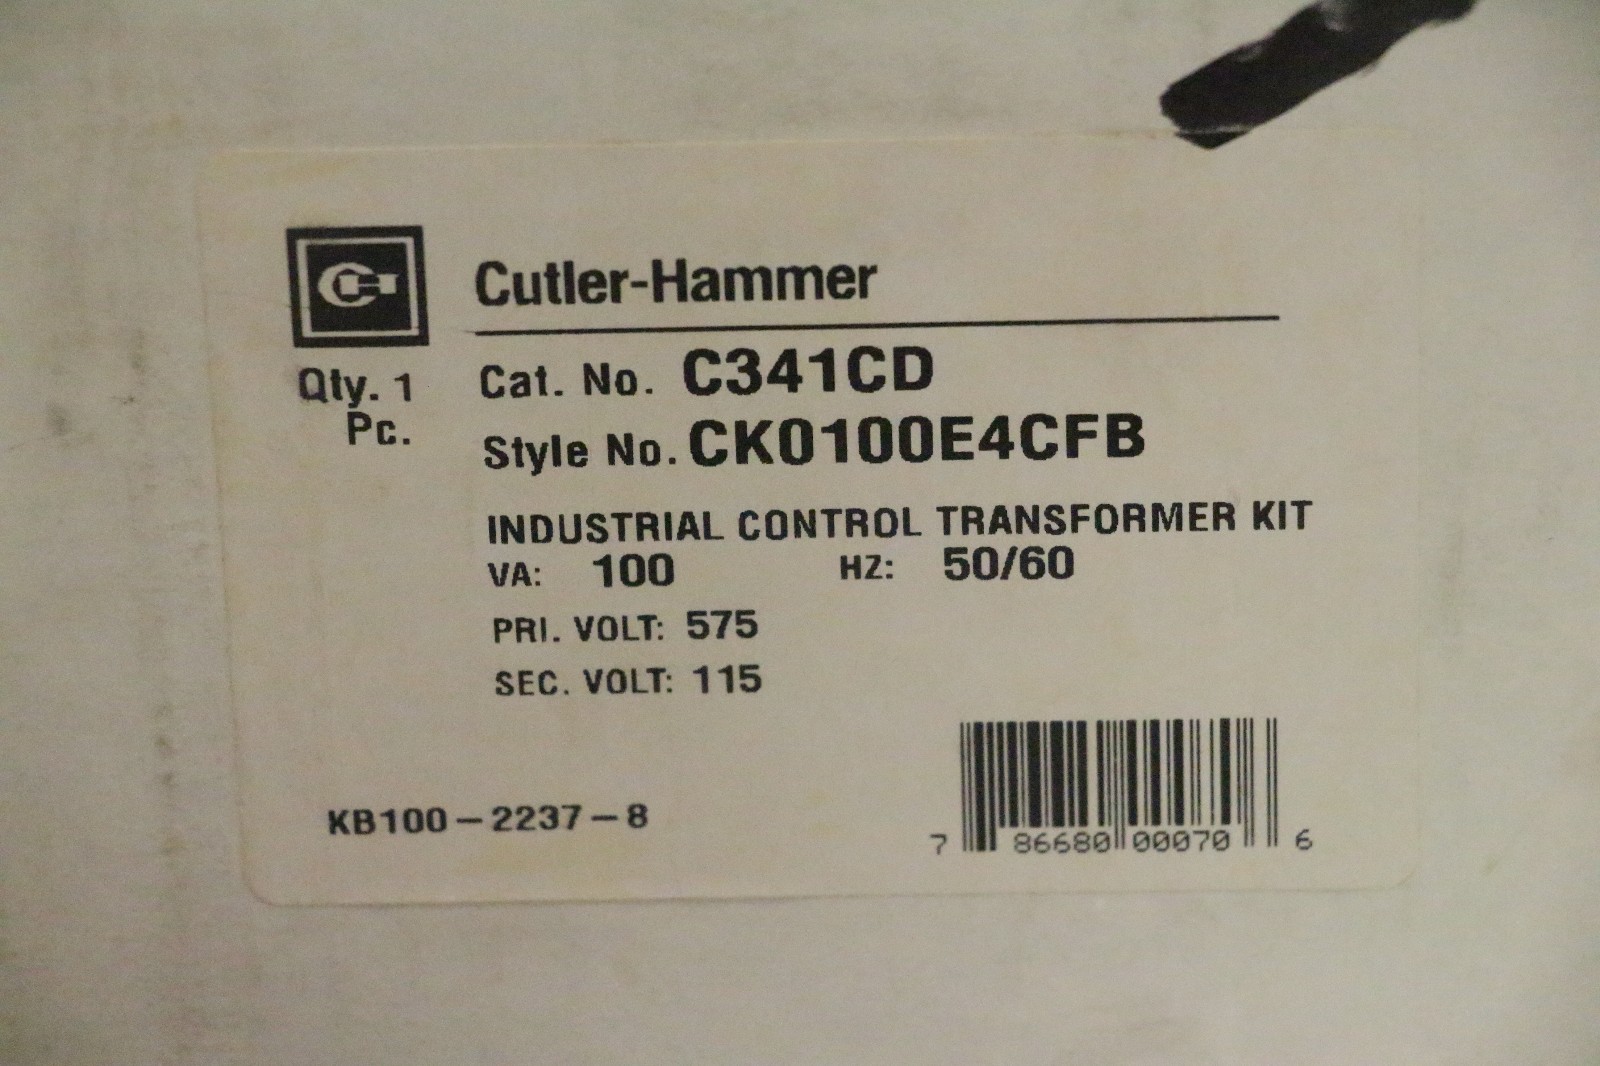 CH
Cutler-Hammer
Qty. 1
Pc.
Cat. No. C341CD
Style No. CK0100E4CFB
INDUSTRIAL CONTROL TRANSFORMER KIT
VA: 100 HZ: 50/60
PRI. VOLT: 575
SEC. VOLT: 115
KB100-2237-8
7 86680 00070 6